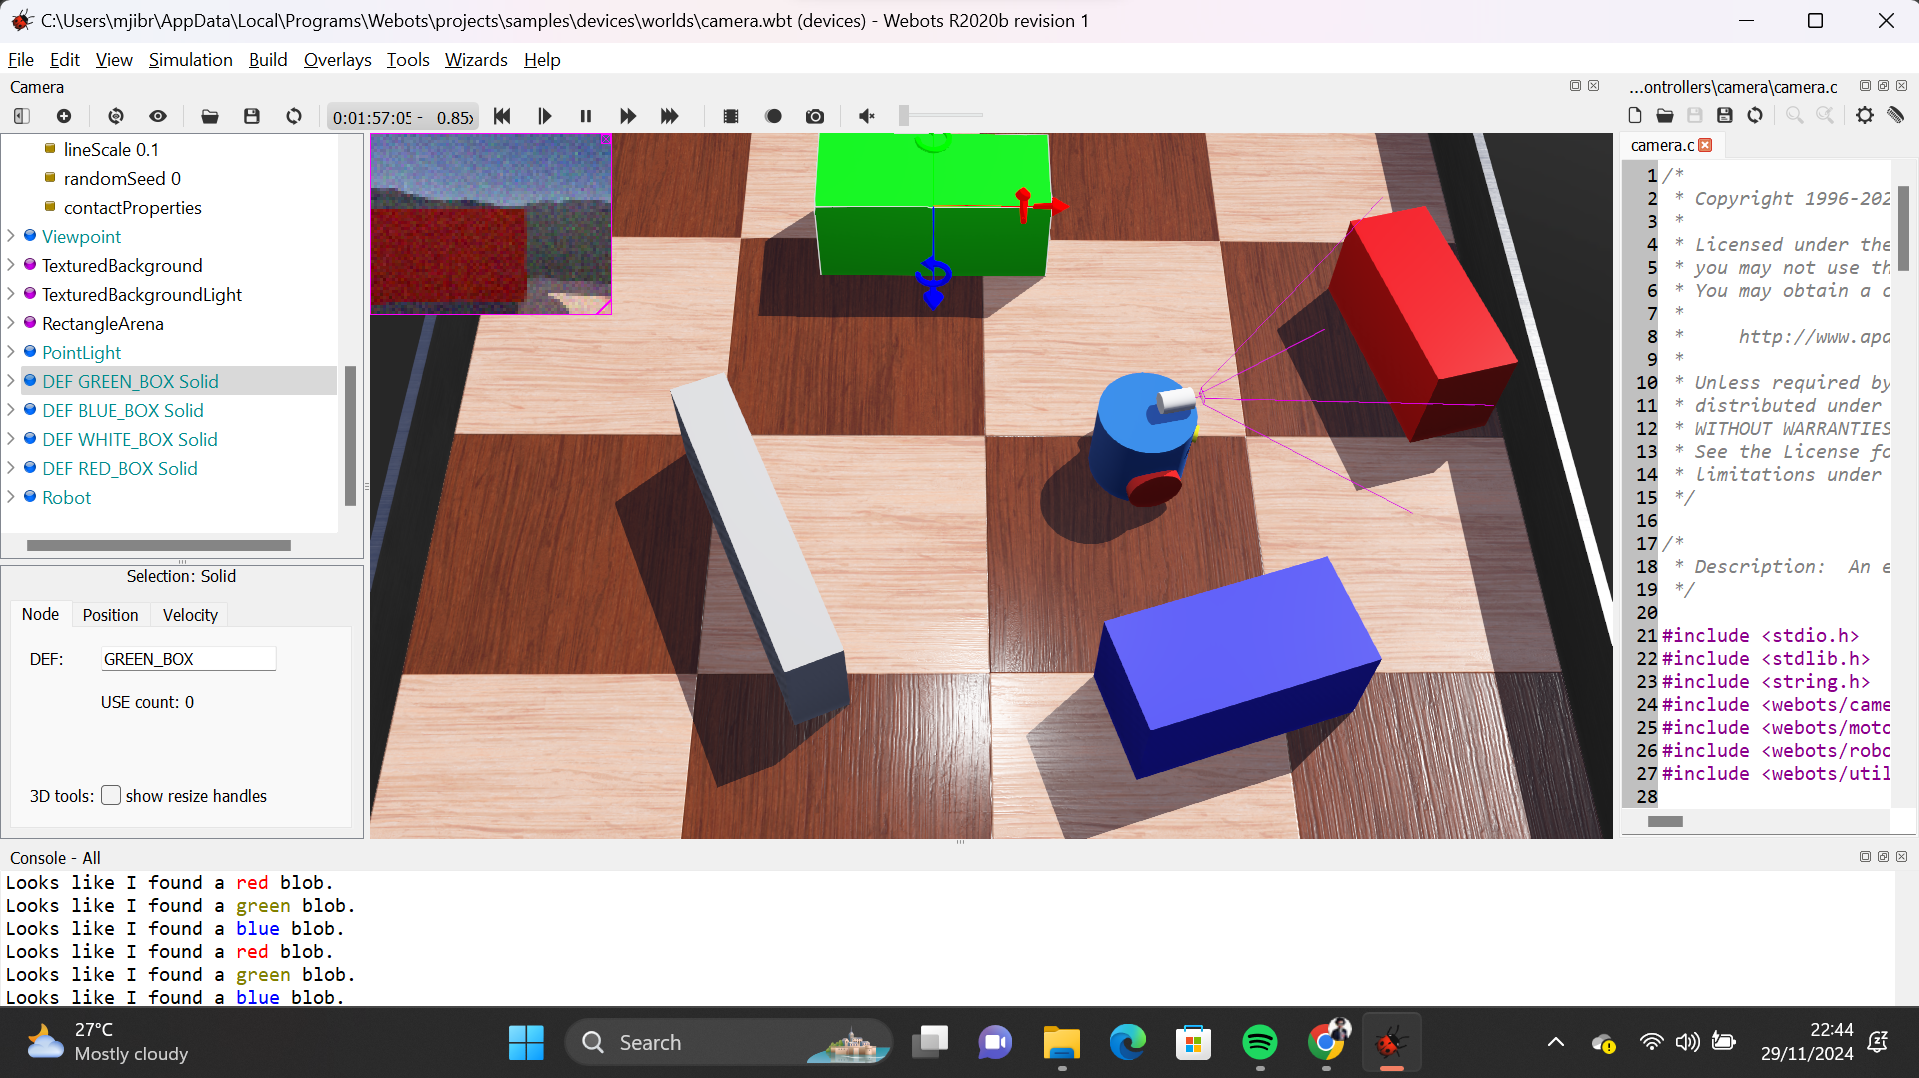 C:\Users\mjibr\AppData\Local\Programs\Webots\projects\samples\devices\worlds\camera.wbt (devices) - Webots R2020b revision 1
File Edit View Simulation Build Overlays Tools Wizards Help
Camera
...ontrollers\camera\camera.c
0:01:57:05 - 0.85x
lineScale 0.1
randomSeed 0
contactProperties
Viewpoint
TexturedBackground
TexturedBackgroundLight
RectangleArena
PointLight
DEF GREEN_BOX Solid
DEF BLUE_BOX Solid
DEF WHITE_BOX Solid
DEF RED_BOX Solid
Robot
Selection: Solid
Node Position Velocity
DEF: GREEN_BOX
USE count: 0
3D tools: show resize handles
camera.c
1 /*
2 * Copyright 1996-202
3 *
4 * Licensed under the
5 * you may not use th
6 * You may obtain a c
7 *
8 * http://www.apa
9 *
10 * Unless required by
11 * distributed under
12 * WITHOUT WARRANTIES
13 * See the License fo
14 * limitations under
15 */
16
17 /*
18 * Description: An e
19 */
20
21 #include <stdio.h>
22 #include <stdlib.h>
23 #include <string.h>
24 #include <webots/came
25 #include <webots/moto
26 #include <webots/robo
27 #include <webots/util
28
Console - All
Looks like I found a red blob.
Looks like I found a green blob.
Looks like I found a blue blob.
Looks like I found a red blob.
Looks like I found a green blob.
Looks like I found a blue blob.
27°C
Mostly cloudy
Search
22:44
29/11/2024